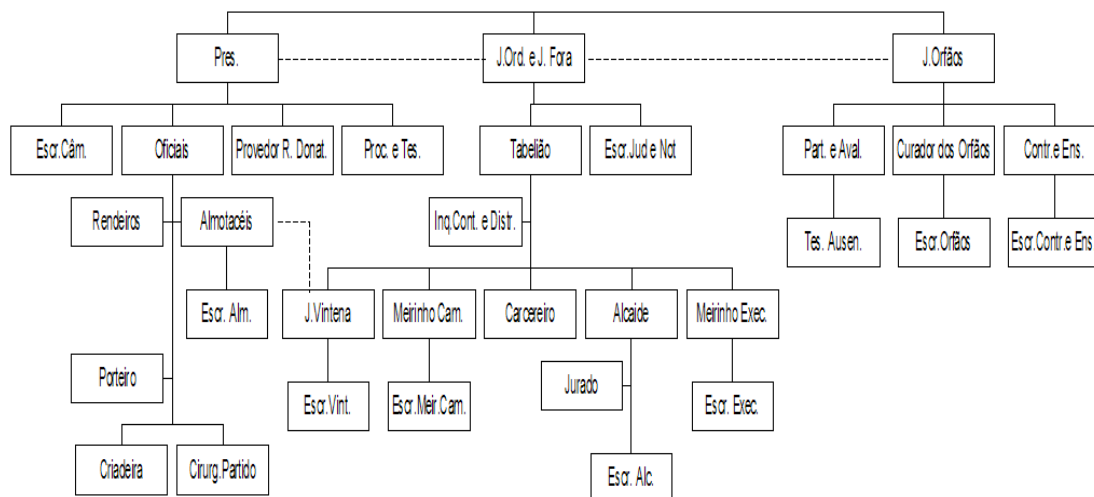 Pres.
J.Ord. e J. Fora
J.Orfãos
Escr.Câm.
Oficiais
Provedor R. Donat.
Proc. e Tes.
Tabelião
Escr.Jud e Not
Part. e Aval.
Curador dos Orfãos
Contr.e Ens.
Rendeiros
Almotacéis
Inq.Cont. e Distr.
Tes. Ausen.
Escr.Orfãos
Escr.Contr.e Ens
Escr. Alm.
J.Vintena
Meirinho Cam.
Carcereiro
Alcaide
Meirinho Exec.
Porteiro
Escr.Vint.
Escr.Meir.Cam.
Jurado
Escr. Exec.
Criadeira
Cirurg.Partido
Escr. Alc.